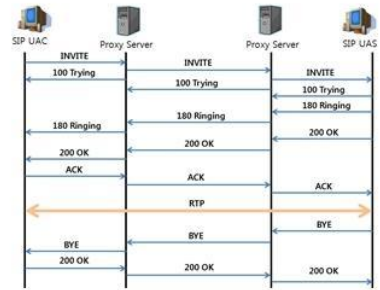 SIP UAC
Proxy Server
Proxy Server
SIP UAS
INVITE
INVITE
INVITE
100 Trying
100 Trying
100 Trying
180 Ringing
180 Ringing
180 Ringing
200 OK
200 OK
200 OK
ACK
ACK
ACK
RTP
BYE
BYE
BYE
200 OK
200 OK
200 OK